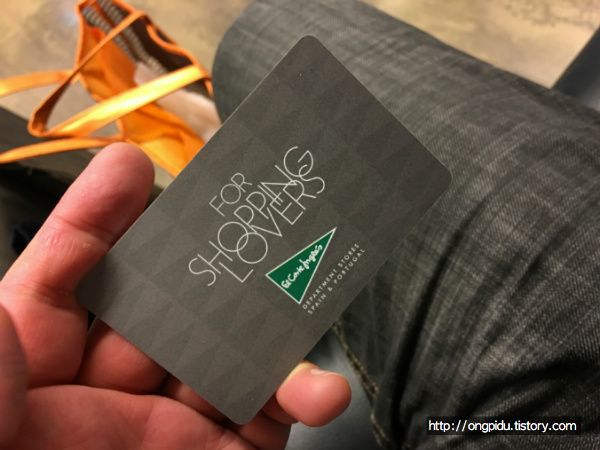 FOR
SHOPPING
LOVERS
El Corte Inglés
DEPARTMENT STORES
SPAIN & PORTUGAL
http://ongpidu.tistory.com